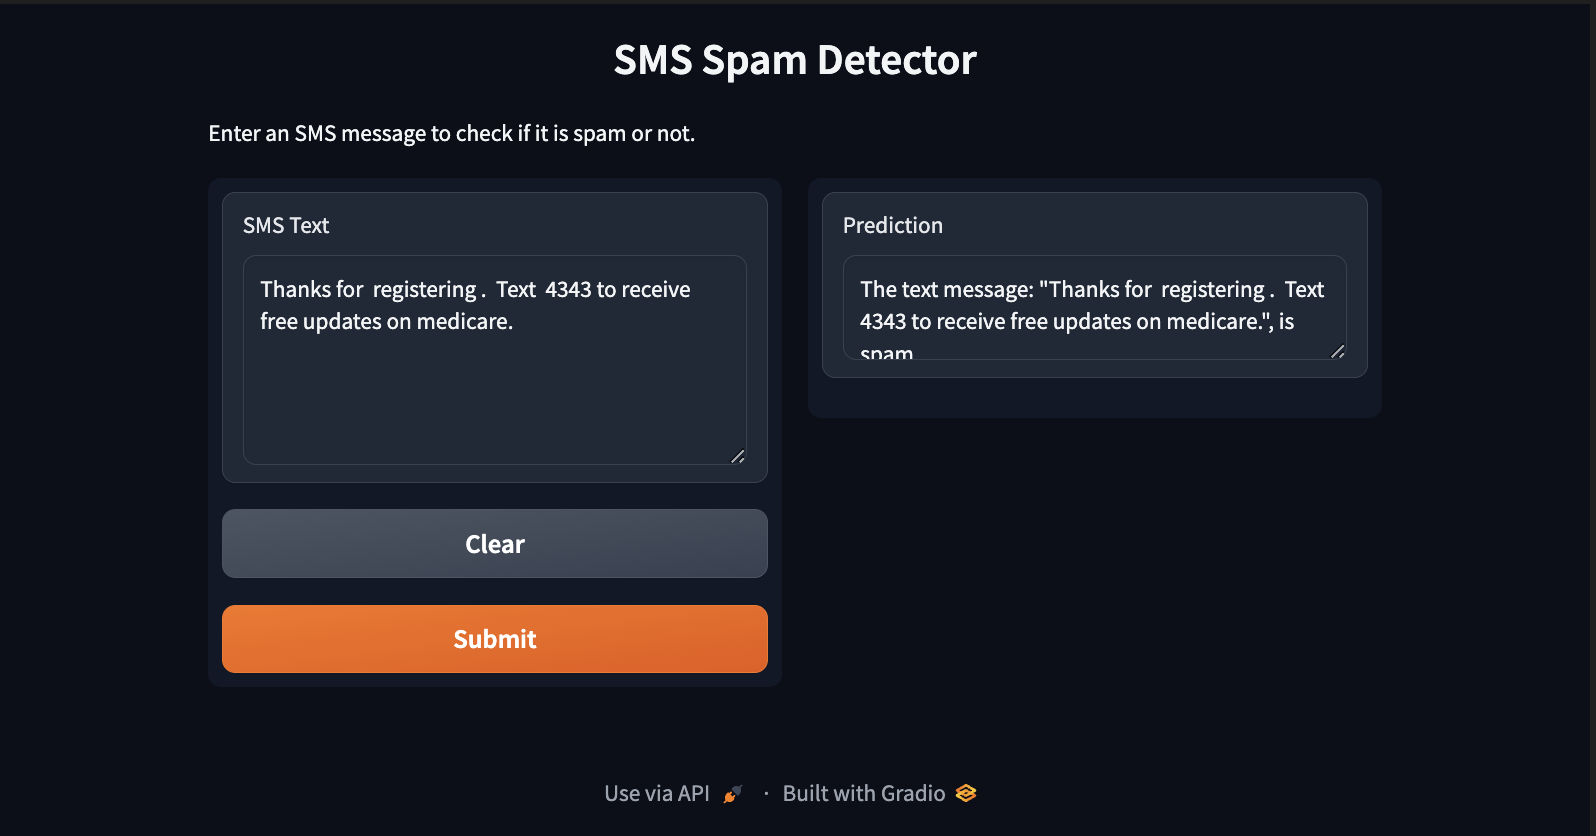 SMS Spam Detector
Enter an SMS message to check if it is spam or not.
SMS Text
Thanks for  registering .  Text  4343 to receive
free updates on medicare.
Clear
Submit
Prediction
The text message: "Thanks for  registering .  Text
4343 to receive free updates on medicare.", is
spam
Use via API · Built with Gradio